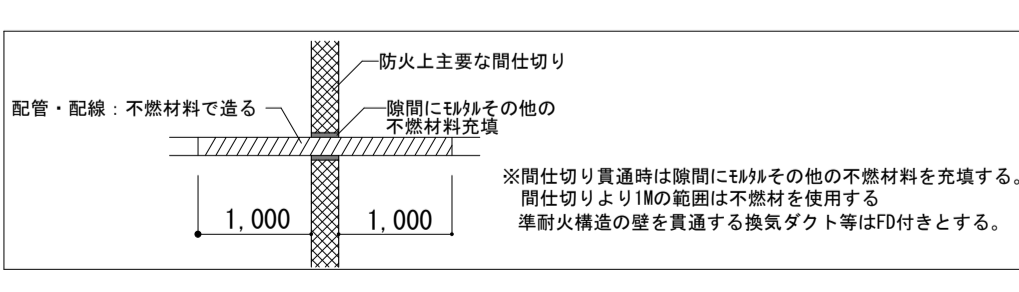 防火上主要な間仕切り
配管・配線：不燃材料で造る
隙間にﾓﾙﾀﾙその他の
不燃材料充填
※間仕切り貫通時は隙間にﾓﾙﾀﾙその他の不燃材料を充填する。
間仕切りより1Mの範囲は不燃材を使用する
準耐火構造の壁を貫通する換気ダクト等はFD付きとする。
1,000
1,000